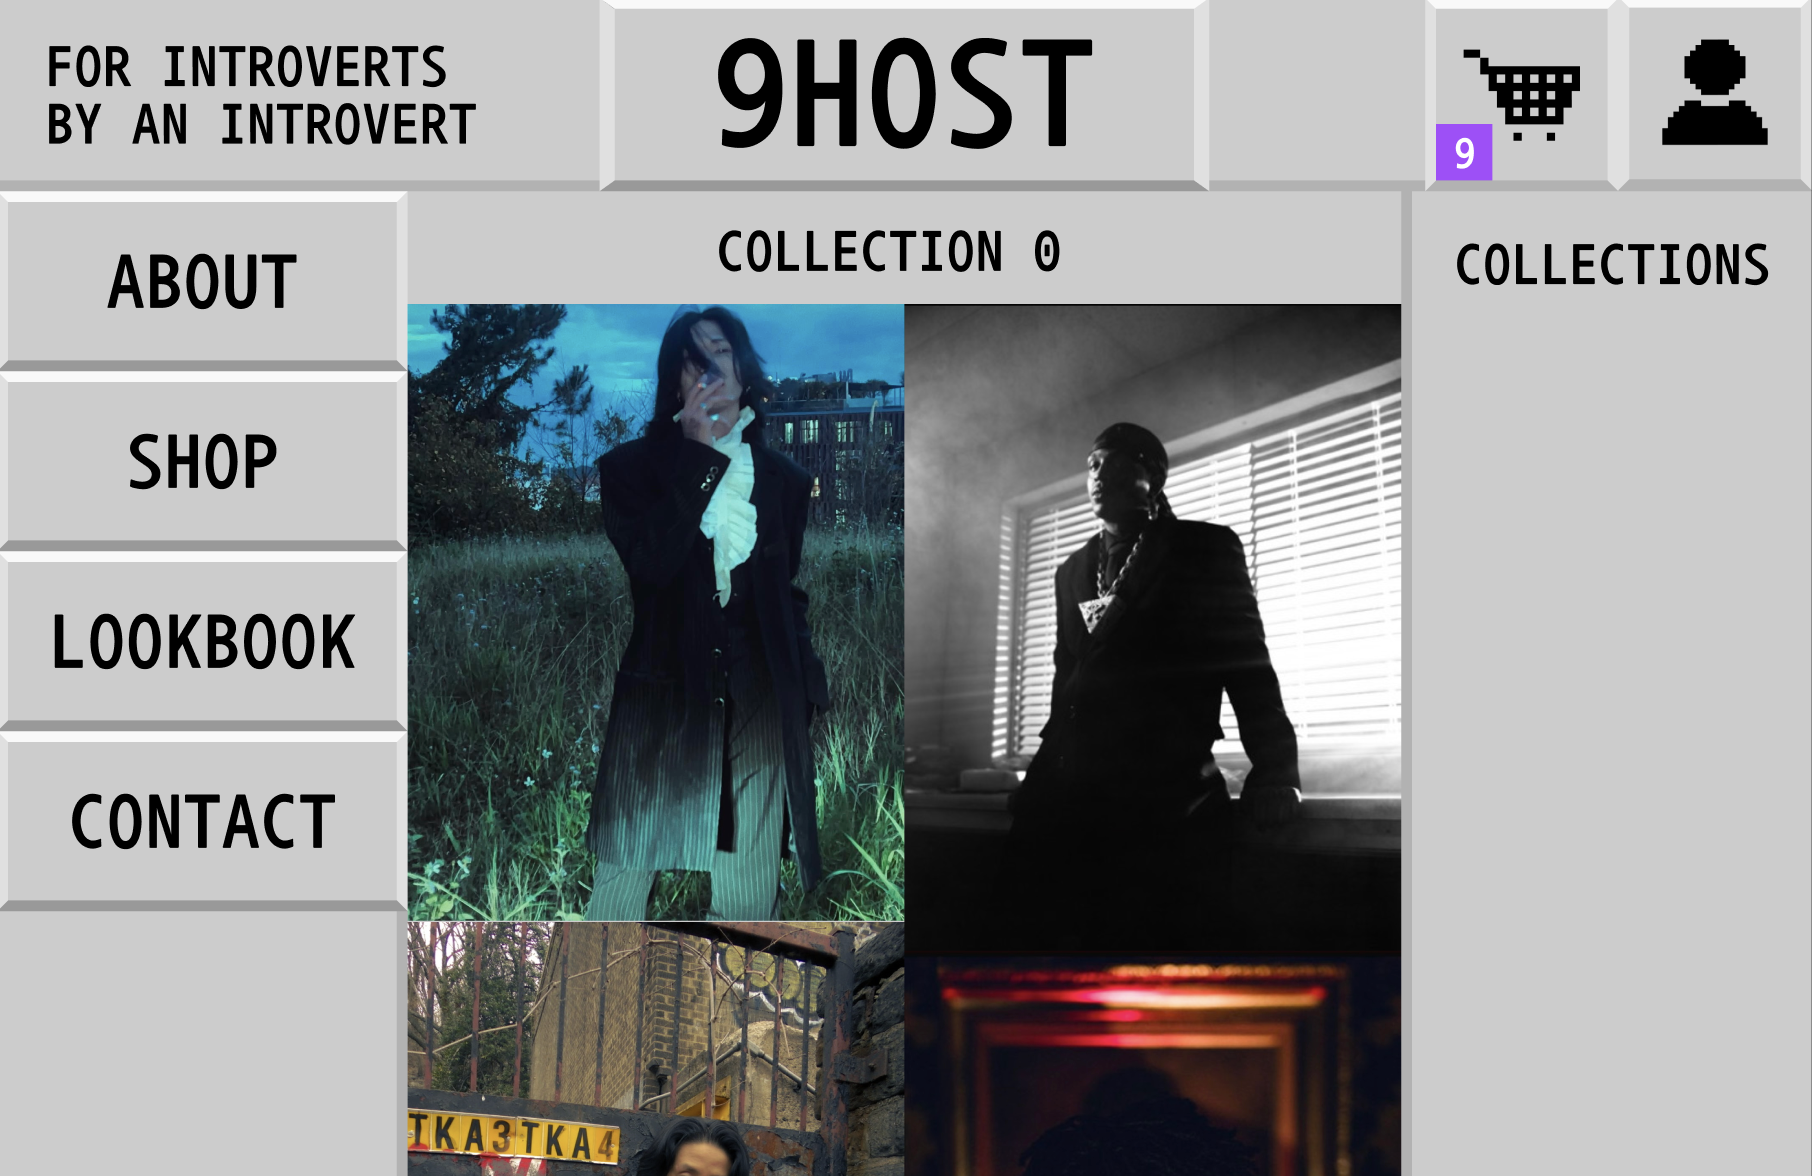 FOR INTROVERTS
BY AN INTROVERT
9HOST
9
ABOUT
SHOP
LOOKBOOK
CONTACT
COLLECTION 0
COLLECTIONS
TKA3TKA4